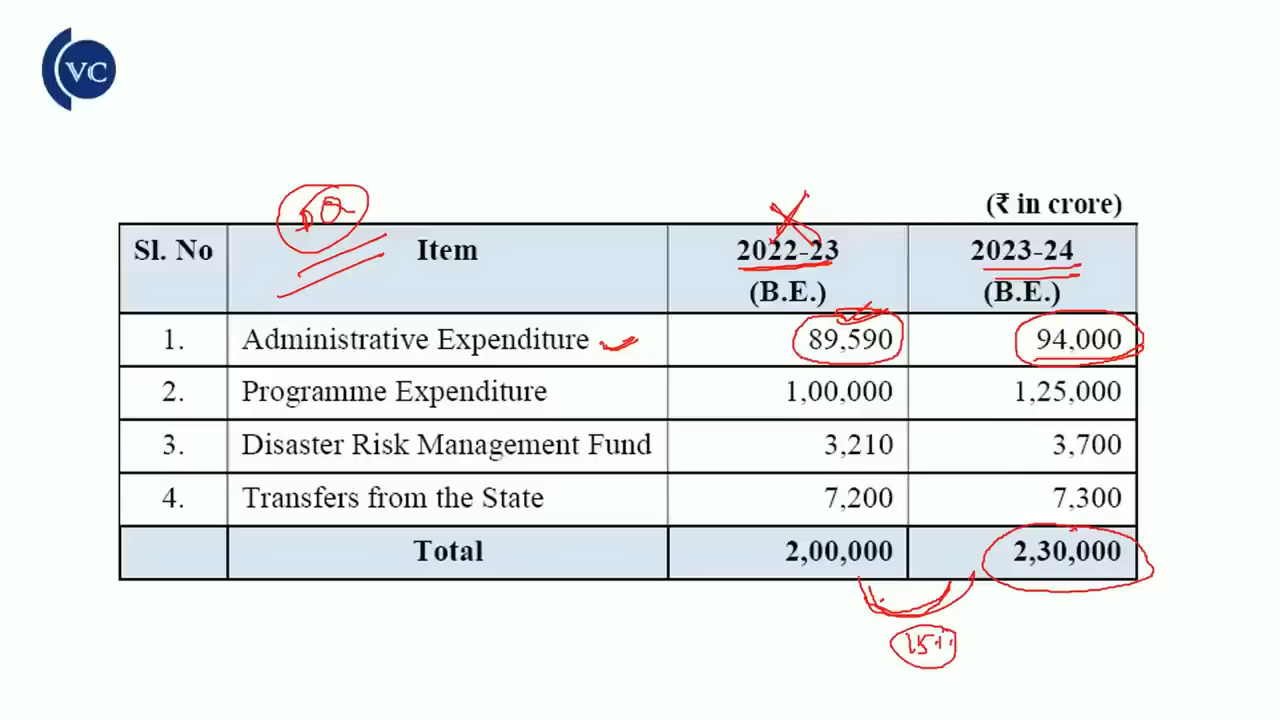 VC
(₹ in crore)
Sl. No Item 2022-23 (B.E.) 2023-24 (B.E.)
1. Administrative Expenditure 89,590 94,000
2. Programme Expenditure 1,00,000 1,25,000
3. Disaster Risk Management Fund 3,210 3,700
4. Transfers from the State 7,200 7,300
Total 2,00,000 2,30,000
15%